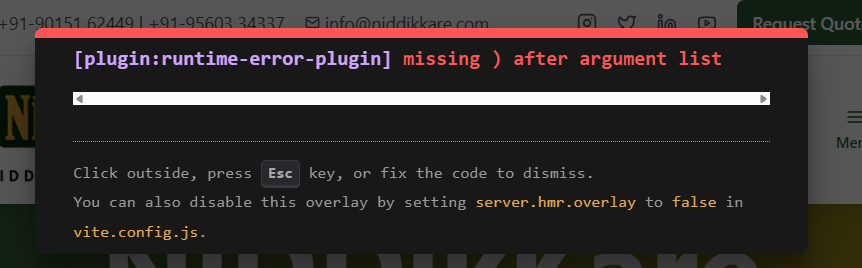 +91-90151 62449 | +91-95603 34337 info@niddikkare.com Request Quot
[plugin:runtime-error-plugin] missing ) after argument list
Ni
Men
IDD
Click outside, press Esc key, or fix the code to dismiss.
You can also disable this overlay by setting server.hmr.overlay to false in
vite.config.js.